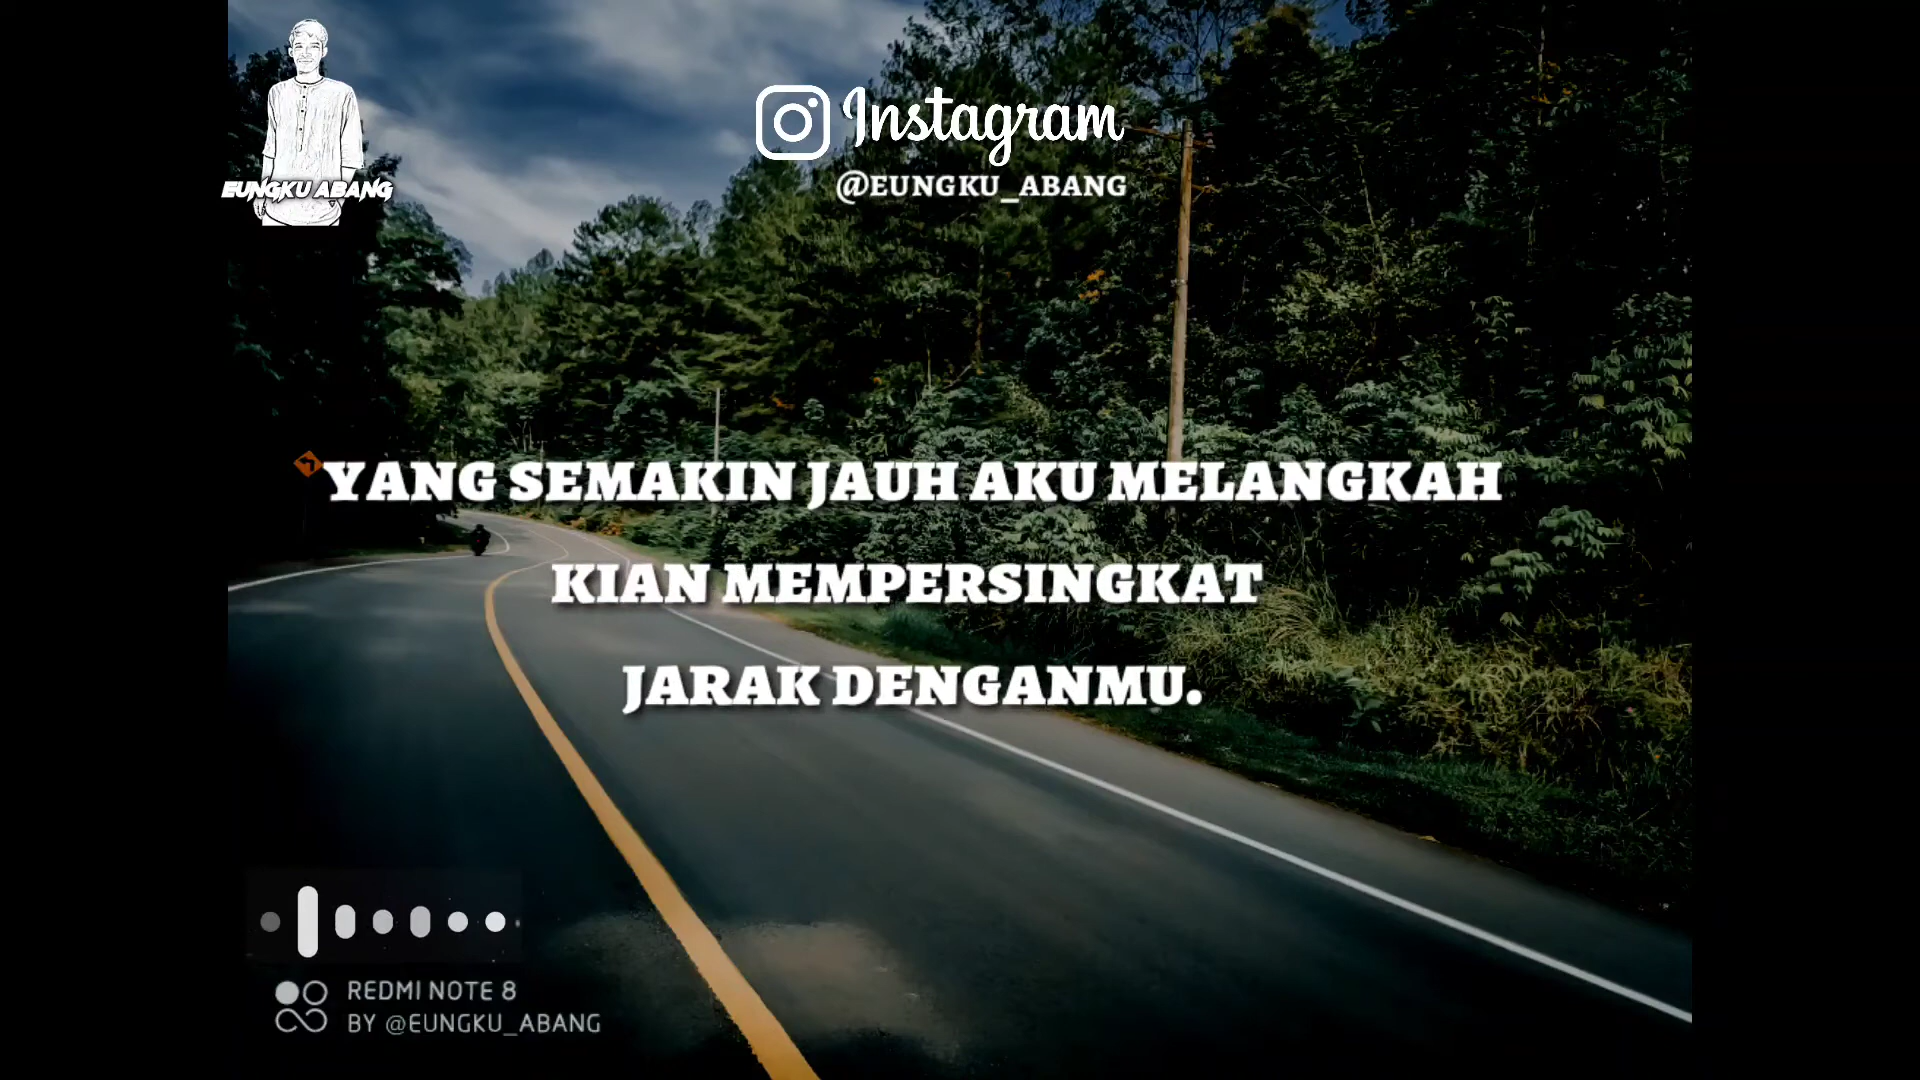 Instagram
@EUNGKU_ABANG
EUNGKU ABANG
YANG SEMAKIN JAUH AKU MELANGKAH
KIAN MEMPERSINGKAT
JARAK DENGANMU.
REDMI NOTE 8
BY @EUNGKU_ABANG